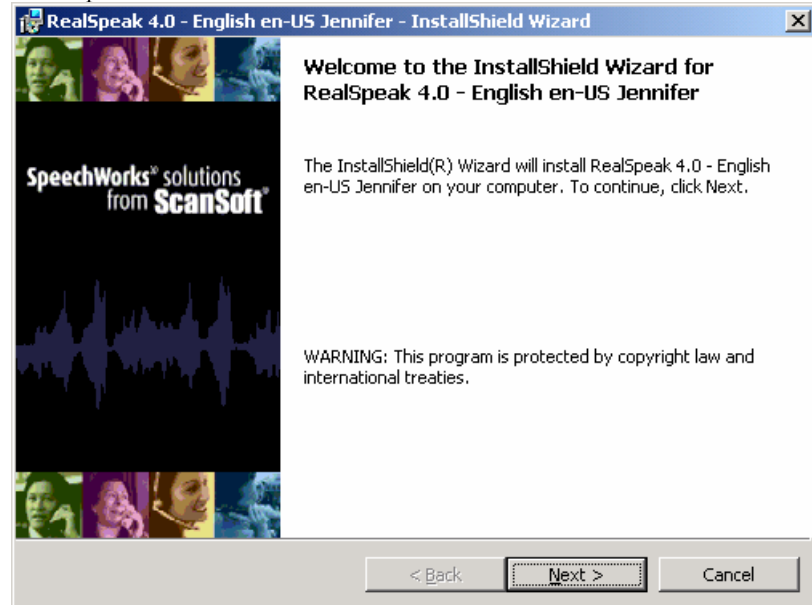 RealSpeak 4.0 - English en-US Jennifer - InstallShield Wizard
Welcome to the InstallShield Wizard for
RealSpeak 4.0 - English en-US Jennifer
SpeechWorks® solutions
from ScanSoft®
The InstallShield(R) Wizard will install RealSpeak 4.0 - English
en-US Jennifer on your computer. To continue, click Next.
WARNING: This program is protected by copyright law and
international treaties.
< Back
Next >
Cancel